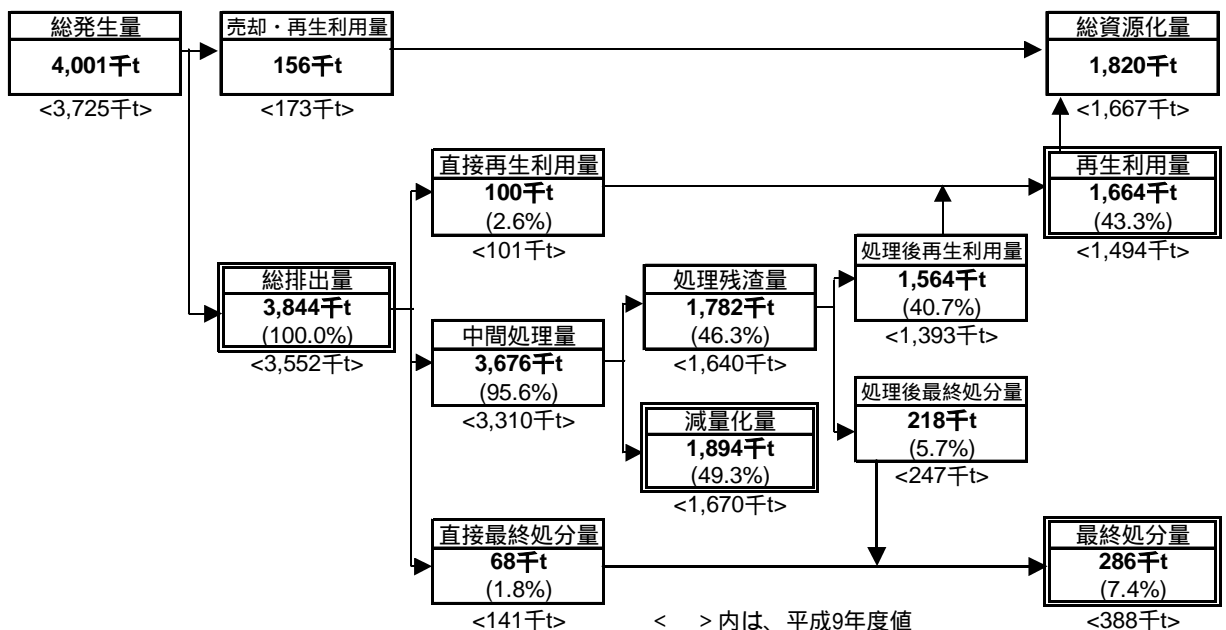 総発生量
4,001千t
<3,725千t>
売却・再生利用量
156千t
<173千t>
総資源化量
1,820千t
<1,667千t>
直接再生利用量
100千t
(2.6%)
<101千t>
再生利用量
1,664千t
(43.3%)
<1,494千t>
総排出量
3,844千t
(100.0%)
<3,552千t>
中間処理量
3,676千t
(95.6%)
<3,310千t>
処理残渣量
1,782千t
(46.3%)
<1,640千t>
処理後再生利用量
1,564千t
(40.7%)
<1,393千t>
減量化量
1,894千t
(49.3%)
<1,670千t>
処理後最終処分量
218千t
(5.7%)
<247千t>
直接最終処分量
68千t
(1.8%)
<141千t>
最終処分量
286千t
(7.4%)
<388千t>
< >内は、平成9年度値